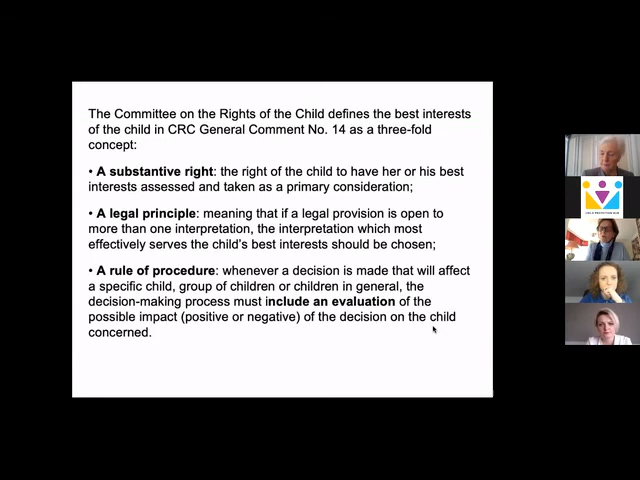 The Committee on the Rights of the Child defines the best interests
of the child in CRC General Comment No. 14 as a three-fold
concept:
• A substantive right: the right of the child to have her or his best
interests assessed and taken as a primary consideration;
• A legal principle: meaning that if a legal provision is open to
more than one interpretation, the interpretation which most
effectively serves the child's best interests should be chosen;
• A rule of procedure: whenever a decision is made that will affect
a specific child, group of children or children in general, the
decision-making process must include an evaluation of the
possible impact (positive or negative) of the decision on the child
concerned.
CHILD PROTECTION HUB